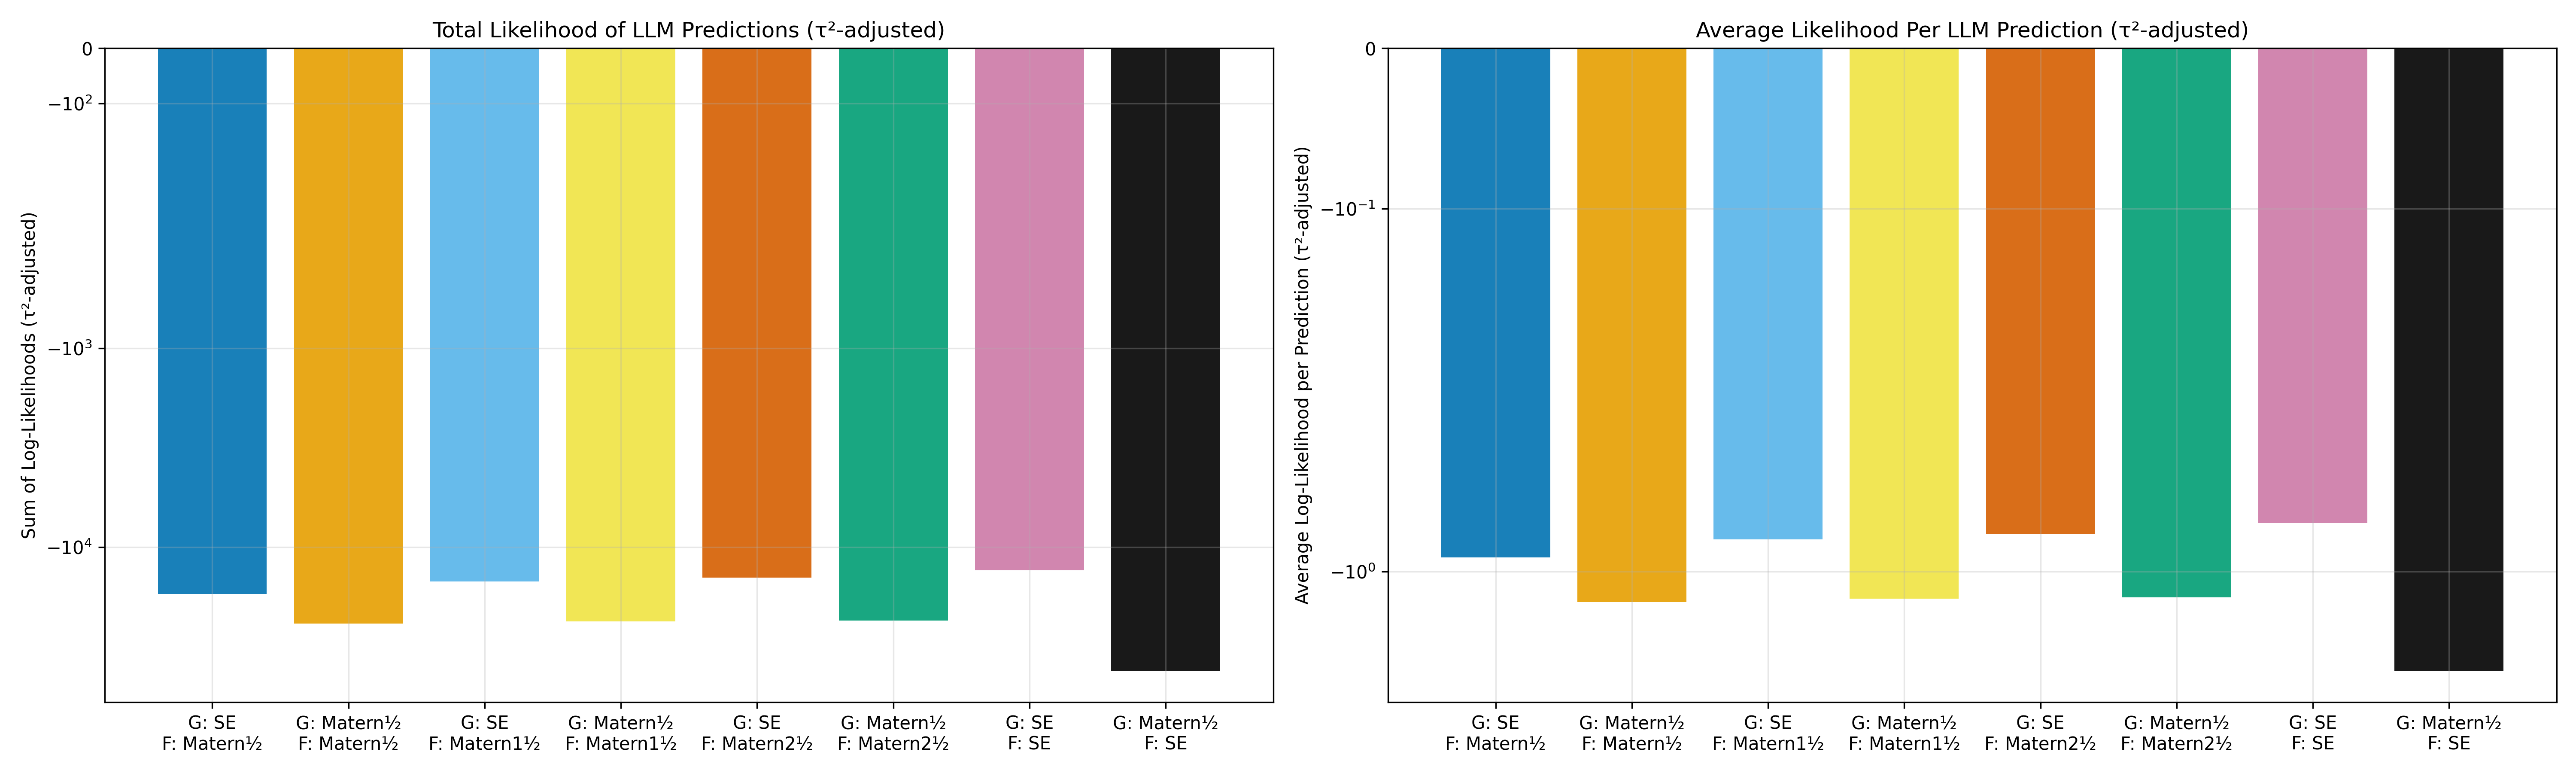 Total Likelihood of LLM Predictions (τ²-adjusted)
Sum of Log-Likelihoods (τ²-adjusted)
0
−10²
−10³
−10⁴
G: SE
F: Matern½
G: Matern½
F: Matern½
G: SE
F: Matern1½
G: Matern½
F: Matern1½
G: SE
F: Matern2½
G: Matern½
F: Matern2½
G: SE
F: SE
G: Matern½
F: SE
Average Likelihood Per LLM Prediction (τ²-adjusted)
Average Log-Likelihood per Prediction (τ²-adjusted)
0
−10⁻¹
−10⁰
G: SE
F: Matern½
G: Matern½
F: Matern½
G: SE
F: Matern1½
G: Matern½
F: Matern1½
G: SE
F: Matern2½
G: Matern½
F: Matern2½
G: SE
F: SE
G: Matern½
F: SE